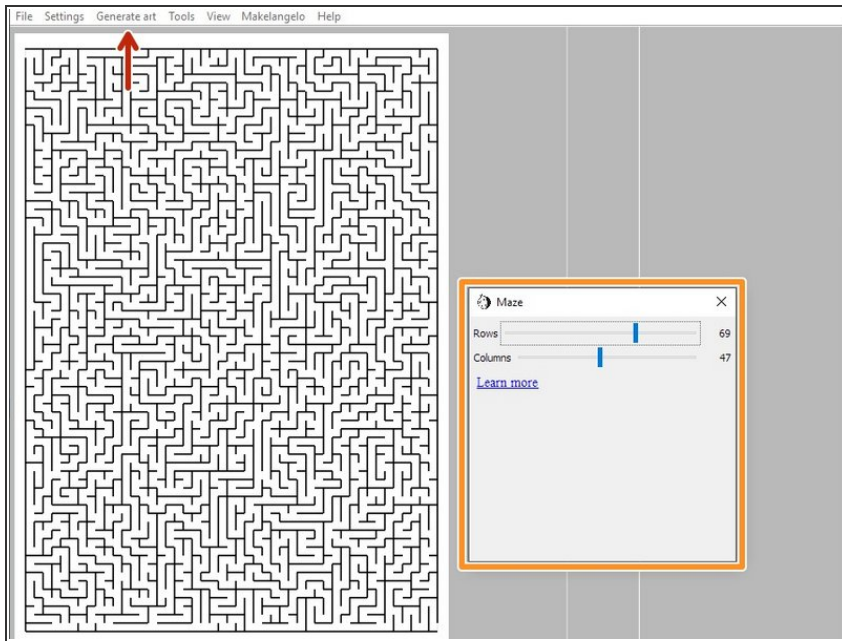 File Settings Generate art Tools View Makelangelo Help
Maze
Rows 69
Columns 47
Learn more